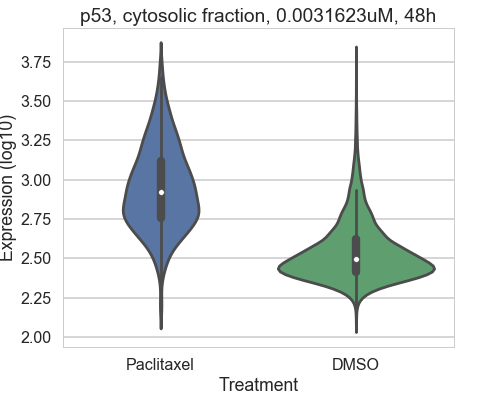 p53, cytosolic fraction, 0.0031623uM, 48h
Expression (log10)
3.75
3.50
3.25
3.00
2.75
2.50
2.25
2.00
Paclitaxel
DMSO
Treatment